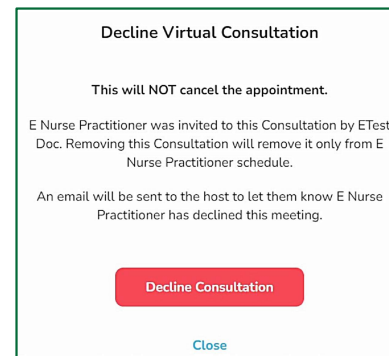 Decline Virtual Consultation
This will NOT cancel the appointment.
E Nurse Practitioner was invited to this Consultation by ETest
Doc. Removing this Consultation will remove it only from E
Nurse Practitioner schedule.
An email will be sent to the host to let them know E Nurse
Practitioner has declined this meeting.
Decline Consultation
Close